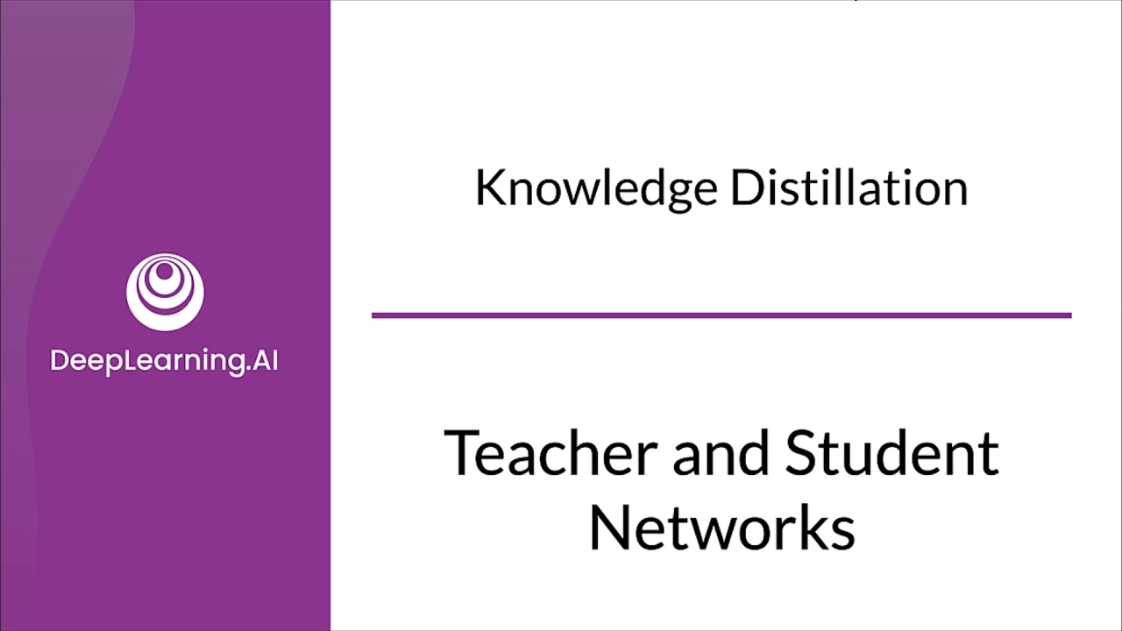 DeepLearning.AI
Knowledge Distillation
Teacher and Student
Networks